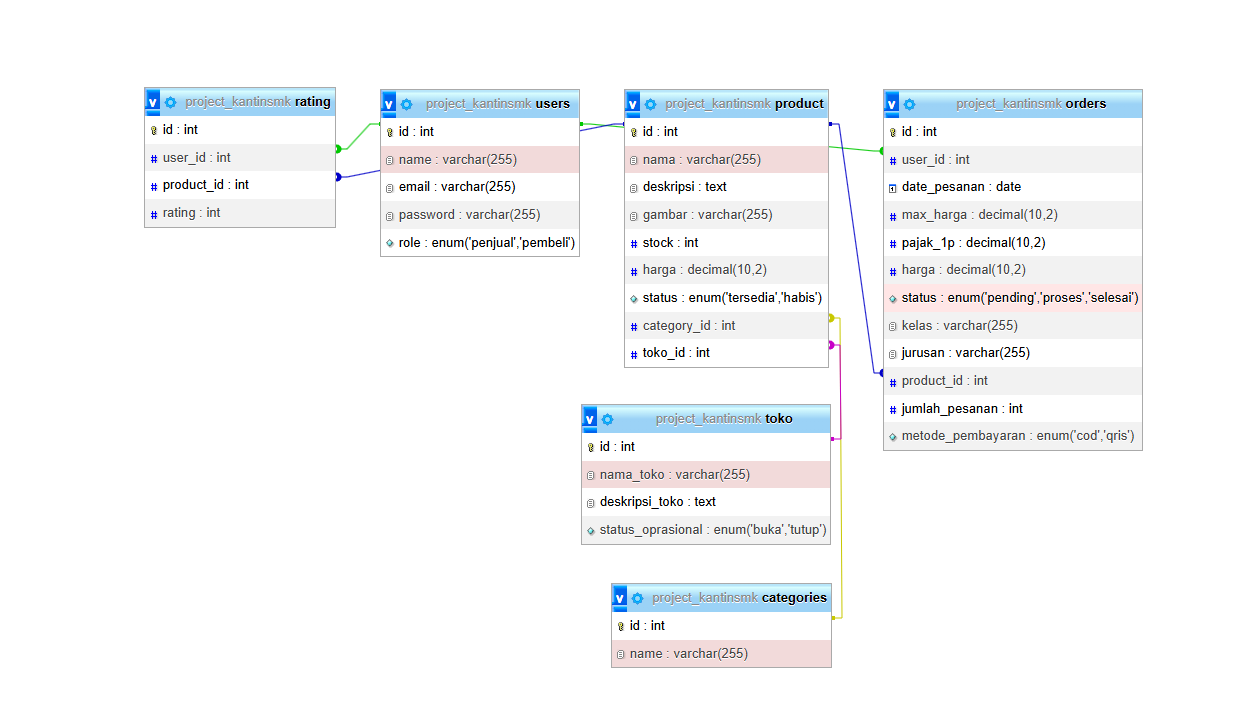 v project_kantinsmk rating
id : int
# user_id : int
# product_id : int
# rating : int
v project_kantinsmk users
id : int
name : varchar(255)
email : varchar(255)
password : varchar(255)
role : enum('penjual','pembeli')
v project_kantinsmk product
id : int
nama : varchar(255)
deskripsi : text
gambar : varchar(255)
# stock : int
# harga : decimal(10,2)
status : enum('tersedia','habis')
# category_id : int
# toko_id : int
v project_kantinsmk orders
id : int
# user_id : int
date_pesanan : date
# max_harga : decimal(10,2)
# pajak_1p : decimal(10,2)
# harga : decimal(10,2)
status : enum('pending','proses','selesai')
kelas : varchar(255)
jurusan : varchar(255)
# product_id : int
# jumlah_pesanan : int
metode_pembayaran : enum('cod','qris')
v project_kantinsmk toko
id : int
nama_toko : varchar(255)
deskripsi_toko : text
status_oprasional : enum('buka','tutup')
v project_kantinsmk categories
id : int
name : varchar(255)